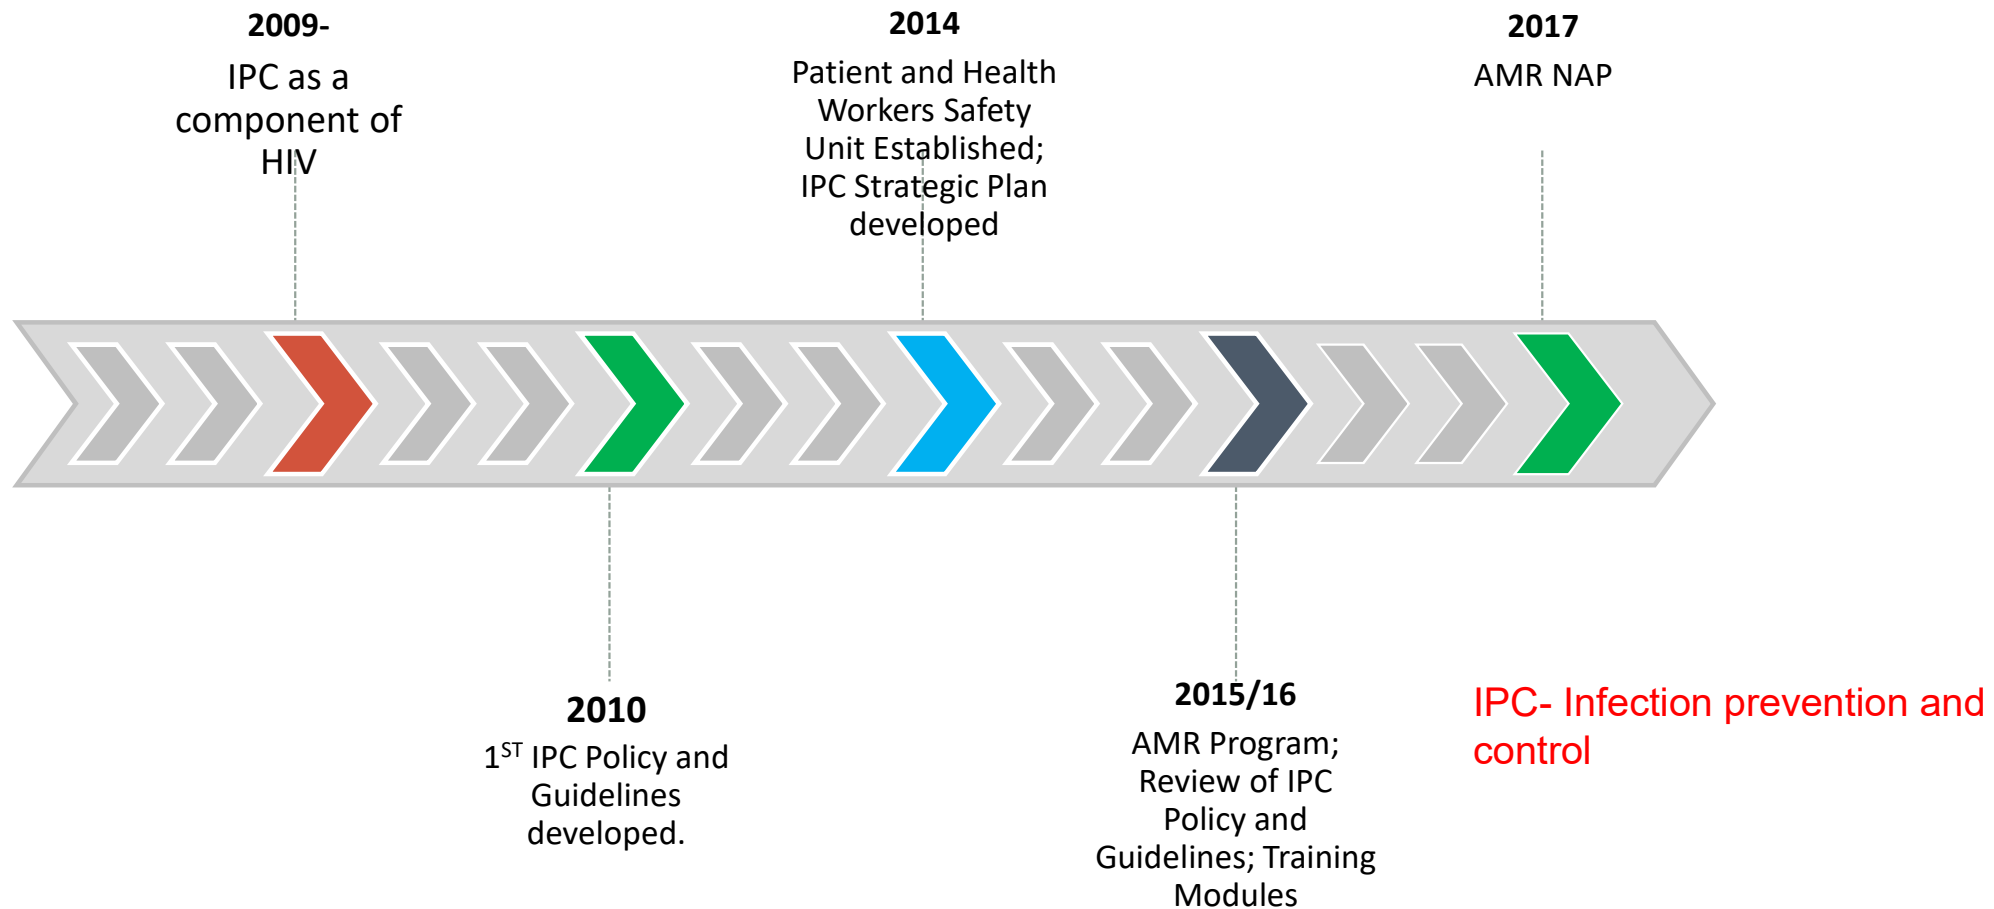 2009-
IPC as a
component of
HIV
2014
Patient and Health
Workers Safety
Unit Established;
IPC Strategic Plan
developed
2017
AMR NAP
2010
1ST IPC Policy and
Guidelines
developed.
2015/16
AMR Program;
Review of IPC
Policy and
Guidelines; Training
Modules
IPC- Infection prevention and
control